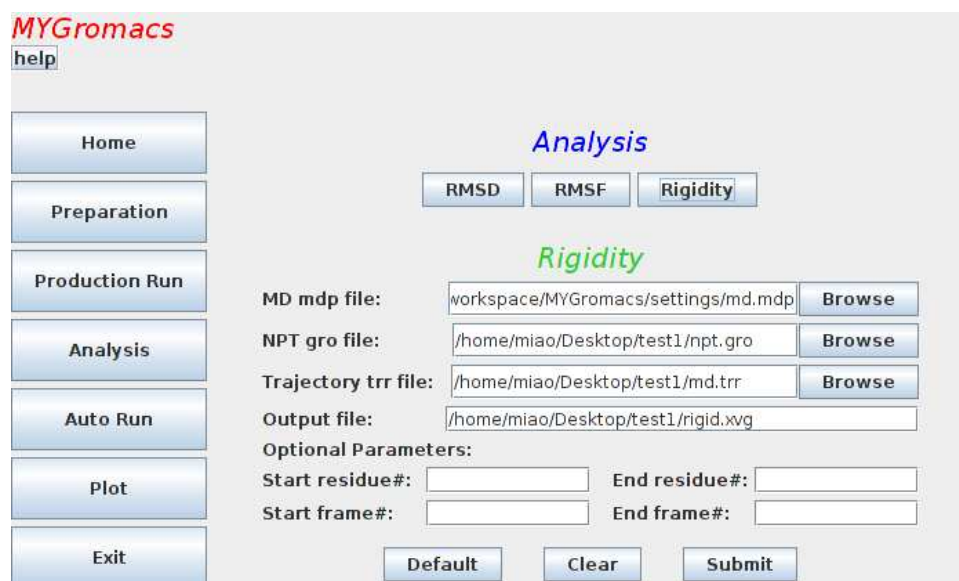 MYGromacs
help
Home
Preparation
Production Run
Analysis
Auto Run
Plot
Exit
Analysis
RMSD RMSF Rigidity
Rigidity
MD mdp file: workspace/MYGromacs/settings/md.mdp Browse
NPT gro file: /home/miao/Desktop/test1/npt.gro Browse
Trajectory trr file: /home/miao/Desktop/test1/md.trr Browse
Output file: /home/miao/Desktop/test1/rigid.xvg
Optional Parameters:
Start residue#: End residue#:
Start frame#: End frame#:
Default Clear Submit